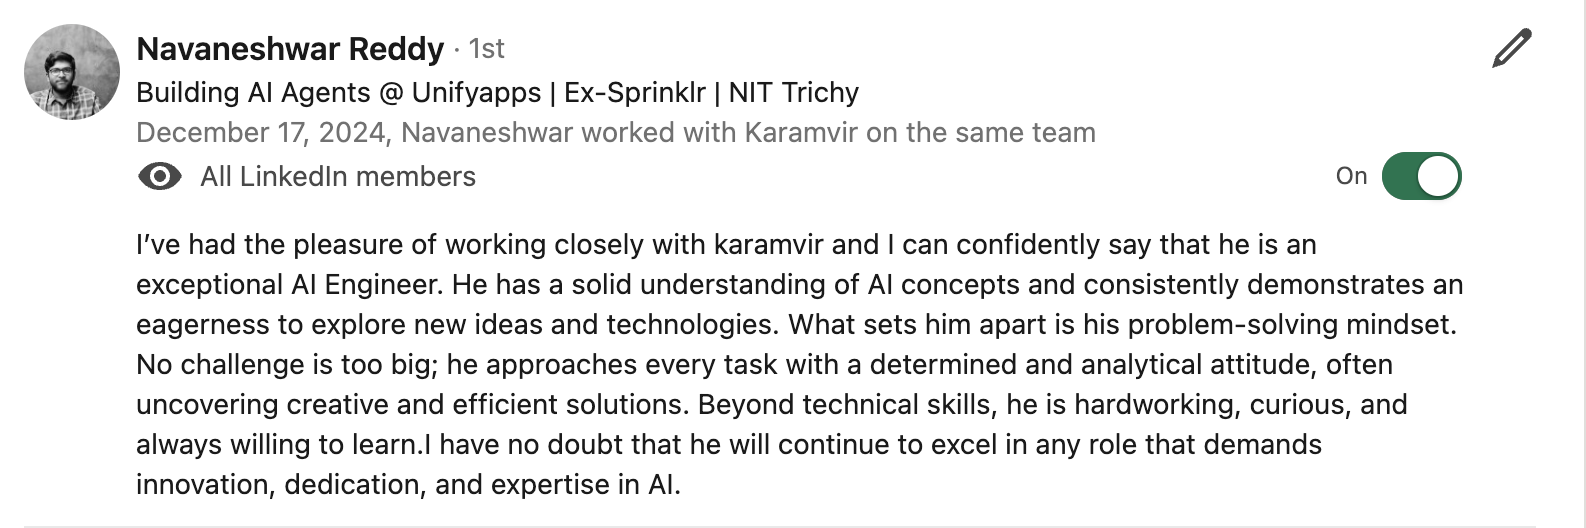 Navaneshwar Reddy · 1st
Building AI Agents @ Unifyapps | Ex-Sprinklr | NIT Trichy
December 17, 2024, Navaneshwar worked with Karamvir on the same team
All LinkedIn members
On
I’ve had the pleasure of working closely with karamvir and I can confidently say that he is an
exceptional AI Engineer. He has a solid understanding of AI concepts and consistently demonstrates an
eagerness to explore new ideas and technologies. What sets him apart is his problem-solving mindset.
No challenge is too big; he approaches every task with a determined and analytical attitude, often
uncovering creative and efficient solutions. Beyond technical skills, he is hardworking, curious, and
always willing to learn.I have no doubt that he will continue to excel in any role that demands
innovation, dedication, and expertise in AI.